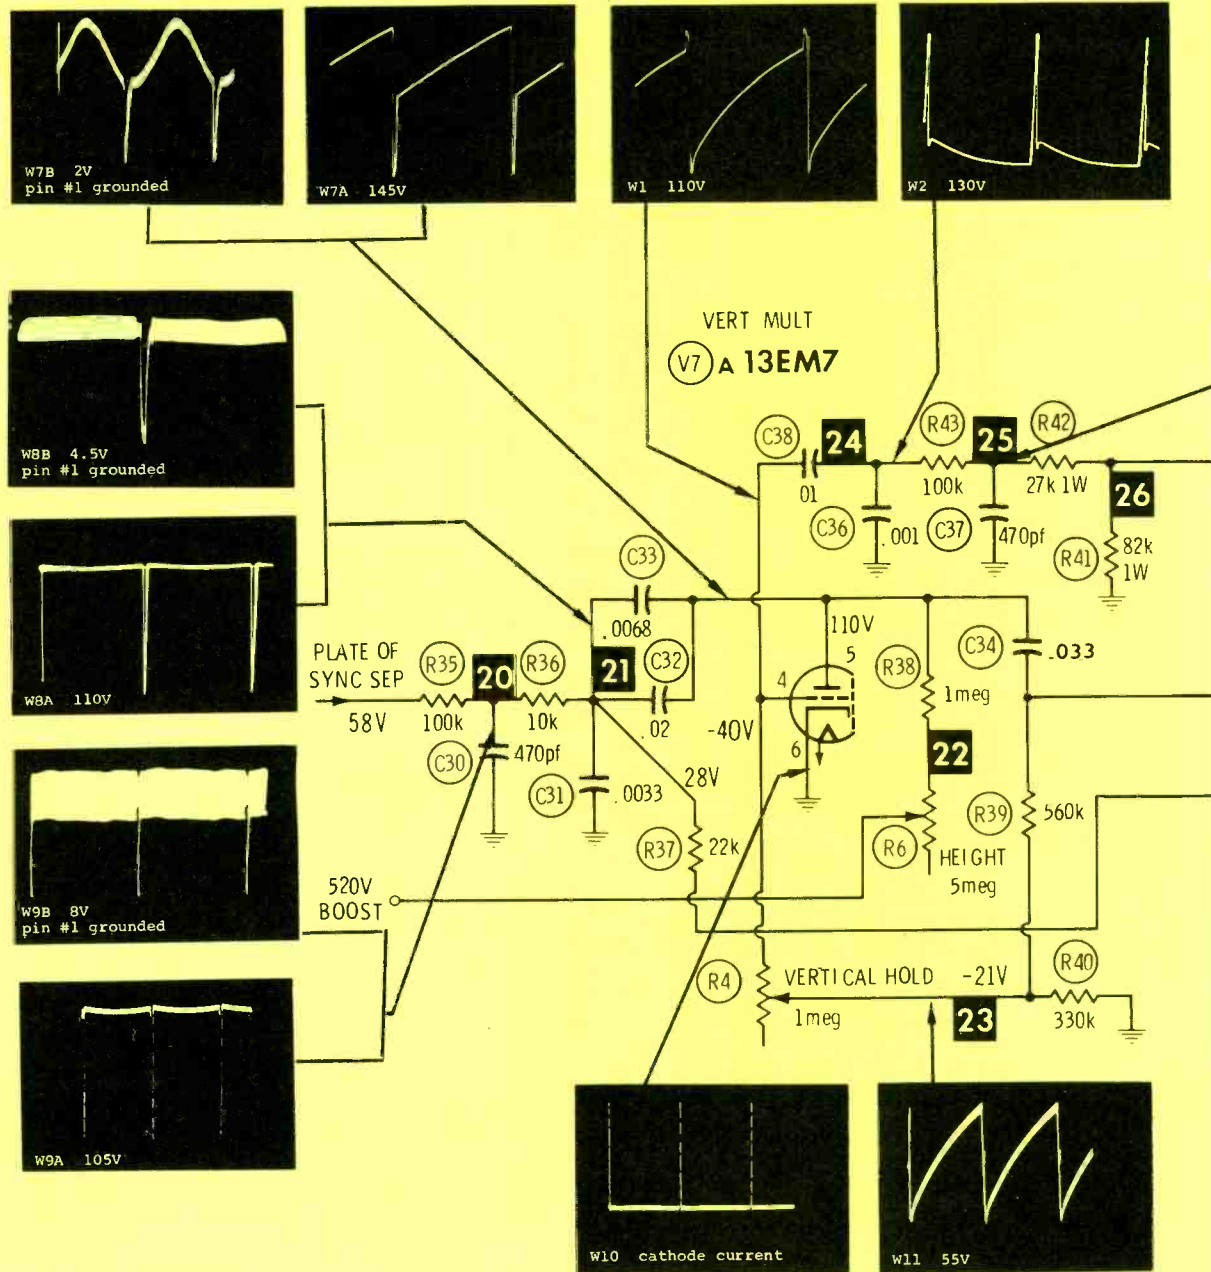 W7B 2V
pin #1 grounded
W7A 145V
W1 110V
W2 130V
W8B 4.5V
pin #1 grounded
W8A 110V
W9B 8V
pin #1 grounded
W9A 105V
W10 cathode current
W11 55V
VERT MULT
V7 A 13EM7
C38
24
R43
25
R42
01
100k
27k 1W
26
C36
.001
C37
470pf
R41
82k
1W
C33
.0068
110V
5
R38
C34
.033
PLATE OF
SYNC SEP
R35
20
R36
21
C32
4
1meg
58V
100k
10k
.02
-40V
6
22
C30
470pf
C31
.0033
28V
R37
22k
R6
R39
560k
HEIGHT
5meg
520V
BOOST
R4
VERTICAL HOLD
-21V
R40
1meg
23
330k